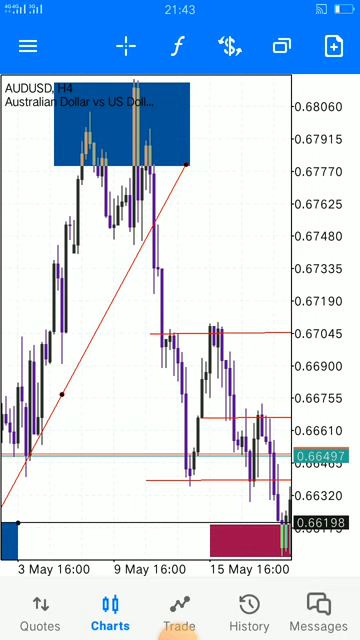 21:43
AUDUSD, H4
Australian Dollar vs US Doll...
0.68060
0.67915
0.67770
0.67625
0.67480
0.67335
0.67190
0.67045
0.66900
0.66755
0.66610
0.66497
0.66465
0.66320
0.66198
3 May 16:00
9 May 16:00
15 May 16:00
Quotes
Charts
Trade
History
Messages